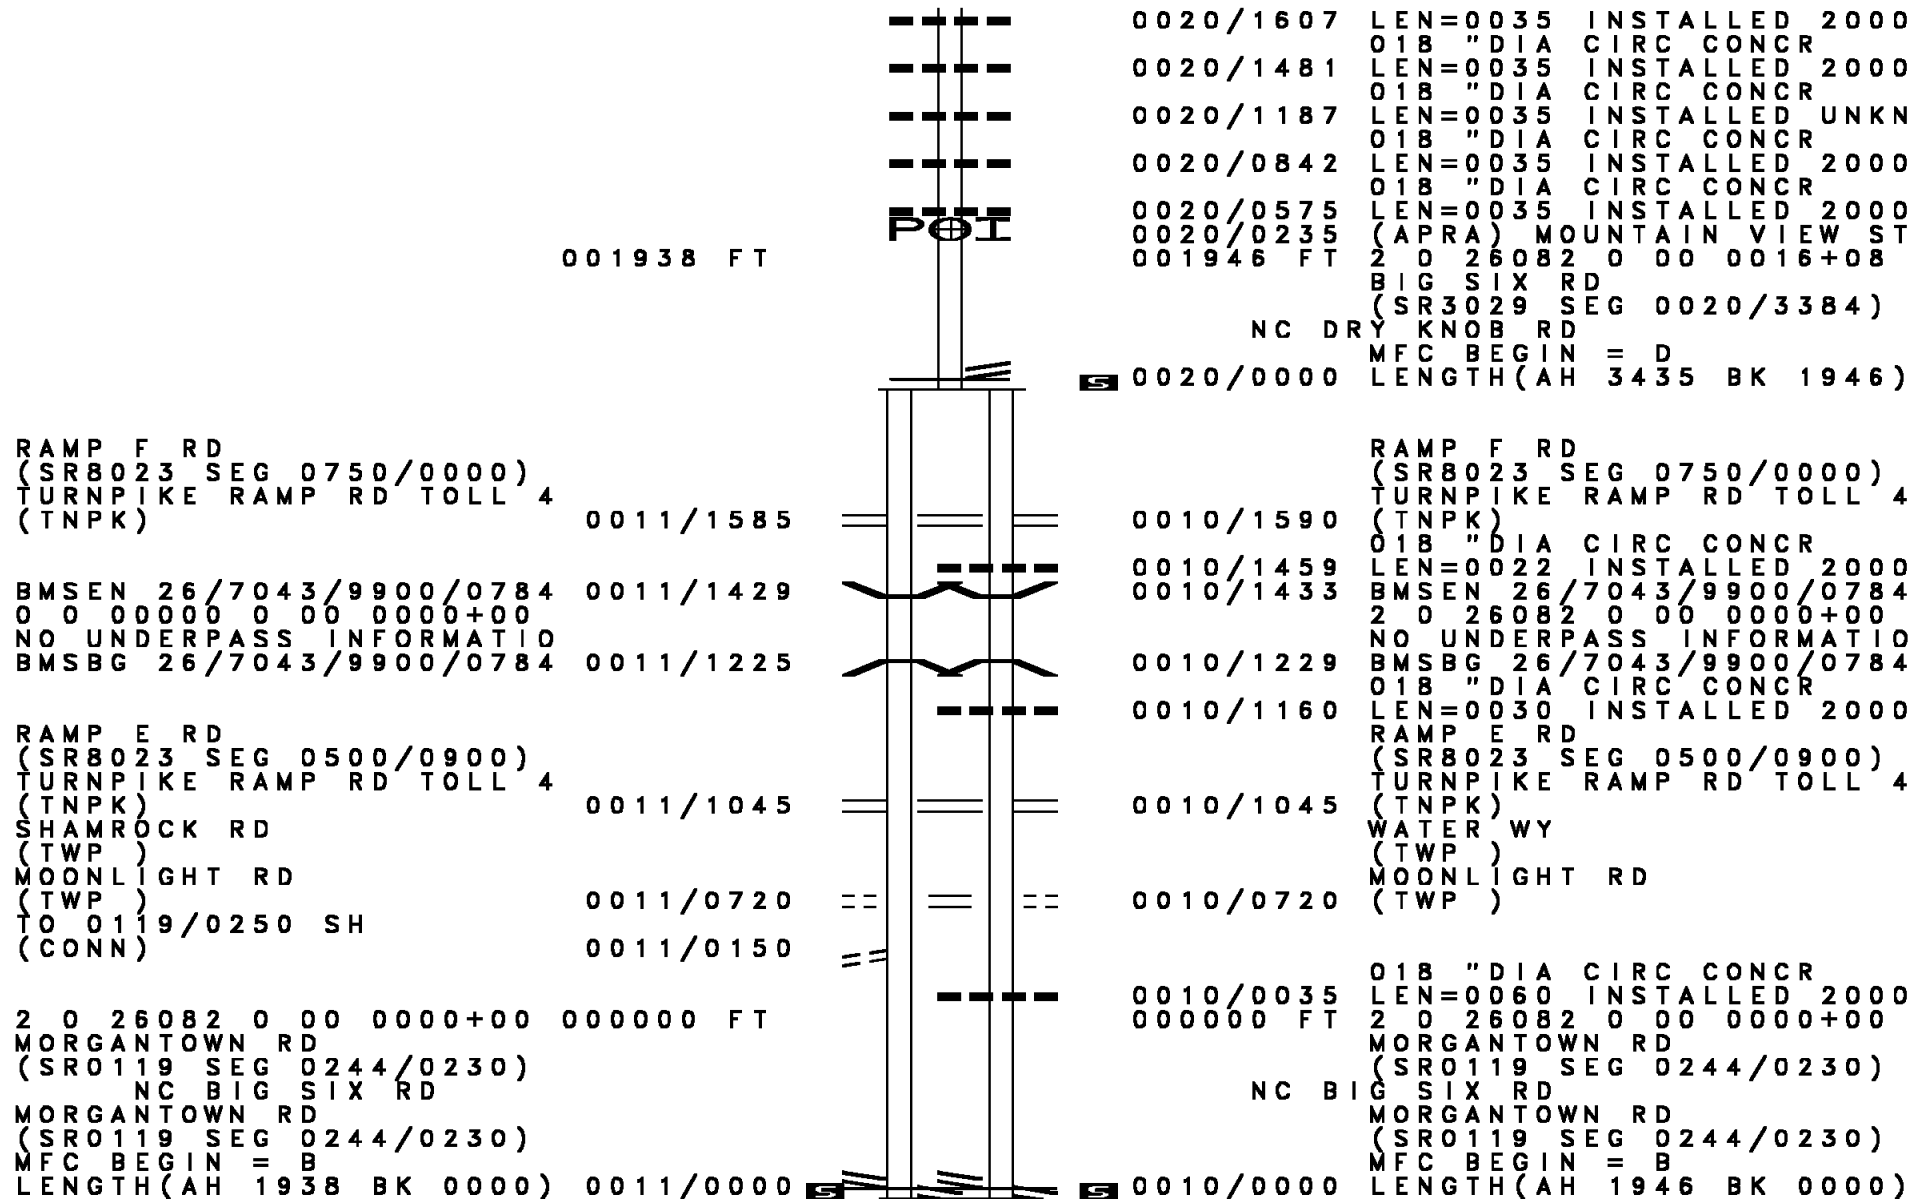 0020/1607 LEN=0035 INSTALLED 2000
018 "DIA CIRC CONCR
0020/1481 LEN=0035 INSTALLED 2000
018 "DIA CIRC CONCR
0020/1187 LEN=0035 INSTALLED UNKN
018 "DIA CIRC CONCR
0020/0842 LEN=0035 INSTALLED 2000
018 "DIA CIRC CONCR
0020/0575 LEN=0035 INSTALLED 2000
POI 0020/0235 (APRA) MOUNTAIN VIEW ST
001938 FT 001946 FT 2 0 26082 0 00 0016+08
BIG SIX RD
(SR3029 SEG 0020/3384)
NC DRY KNOB RD
MFC BEGIN = D
S 0020/0000 LENGTH(AH 3435 BK 1946)
RAMP F RD RAMP F RD
(SR8023 SEG 0750/0000) (SR8023 SEG 0750/0000)
TURNPIKE RAMP RD TOLL 4 TURNPIKE RAMP RD TOLL 4
(TNPK) 0011/1585 0010/1590 (TNPK)
018 "DIA CIRC CONCR
0010/1459 LEN=0022 INSTALLED 2000
BMSEN 26/7043/9900/0784 0011/1429 0010/1433 BMSEN 26/7043/9900/0784
0 0 00000 0 00 0000+00 2 0 26082 0 00 0000+00
NO UNDERPASS INFORMATIO NO UNDERPASS INFORMATIO
BMSBG 26/7043/9900/0784 0011/1225 0010/1229 BMSBG 26/7043/9900/0784
018 "DIA CIRC CONCR
0010/1160 LEN=0030 INSTALLED 2000
RAMP E RD RAMP E RD
(SR8023 SEG 0500/0900) (SR8023 SEG 0500/0900)
TURNPIKE RAMP RD TOLL 4 TURNPIKE RAMP RD TOLL 4
(TNPK) 0011/1045 0010/1045 (TNPK)
SHAMROCK RD WATER WY
(TWP ) (TWP )
MOONLIGHT RD MOONLIGHT RD
(TWP ) 0011/0720 0010/0720 (TWP )
TO 0119/0250 SH
(CONN) 0011/0150
018 "DIA CIRC CONCR
0010/0035 LEN=0060 INSTALLED 2000
2 0 26082 0 00 0000+00 000000 FT 000000 FT 2 0 26082 0 00 0000+00
MORGANTOWN RD MORGANTOWN RD
(SR0119 SEG 0244/0230) (SR0119 SEG 0244/0230)
NC BIG SIX RD NC BIG SIX RD
MORGANTOWN RD MORGANTOWN RD
(SR0119 SEG 0244/0230) (SR0119 SEG 0244/0230)
MFC BEGIN = B MFC BEGIN = B
LENGTH(AH 1938 BK 0000) 0011/0000 S S 0010/0000 LENGTH(AH 1946 BK 0000)